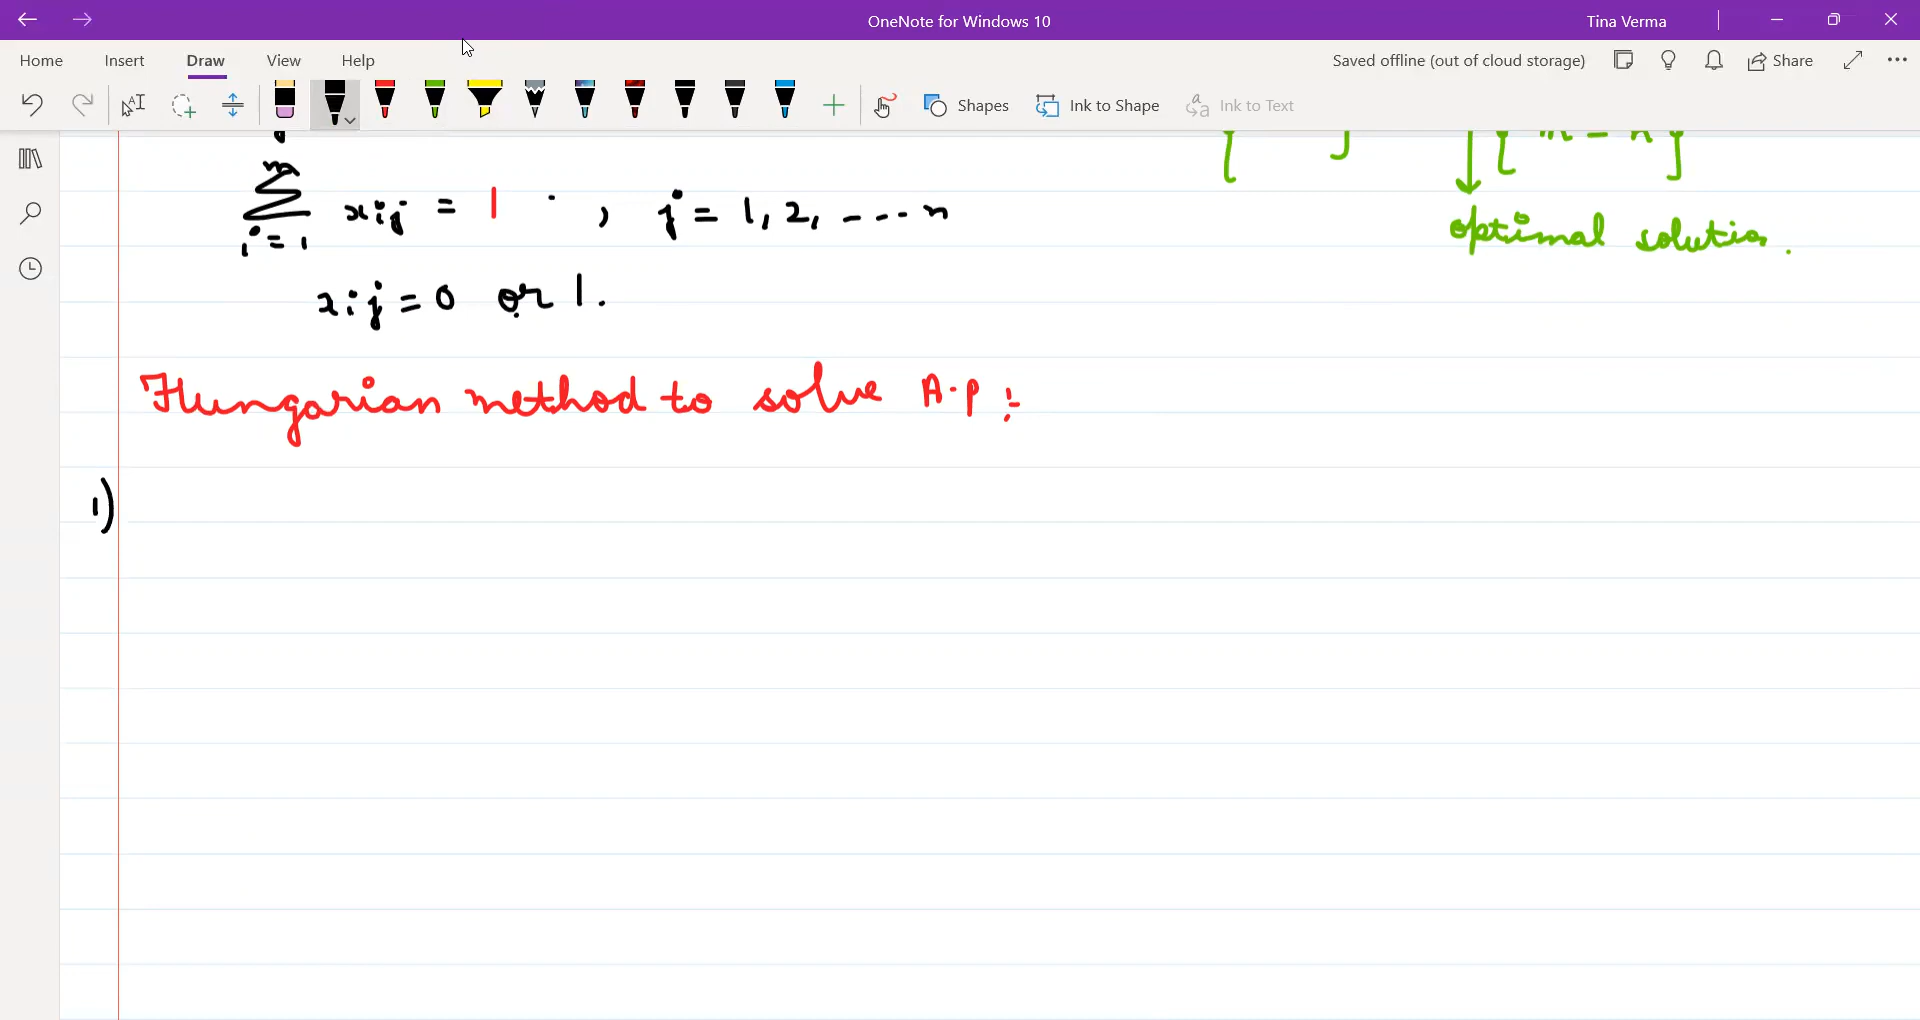 OneNote for Windows 10
Tina Verma
Home Insert Draw View Help
Saved offline (out of cloud storage)
Share
Shapes
Ink to Shape
Ink to Text
m
∑ xij = 1 , j = 1, 2, ---- n
i = 1
[ m = n ]
optimal solution.
xij = 0 or 1.
Hungarian method to solve A.P :-
1)